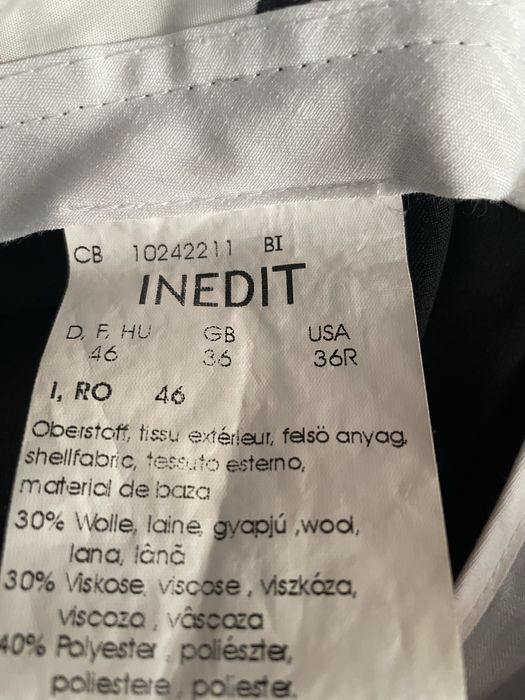 CB 10242211 BI
INEDIT
D, F, HU GB USA
46 36 36R
I, RO 46
Oberstoff, tissu extérieur, felsö anyag,
shellfabric, tessuto esterno,
material de baza
30% Wolle, laine, gyapjú ,wool,
lana, lână
30% Viskose, viscose , viszkóza,
viscoza , vâscoza
40% Polyester , poliészter,
poliestere , poliester,